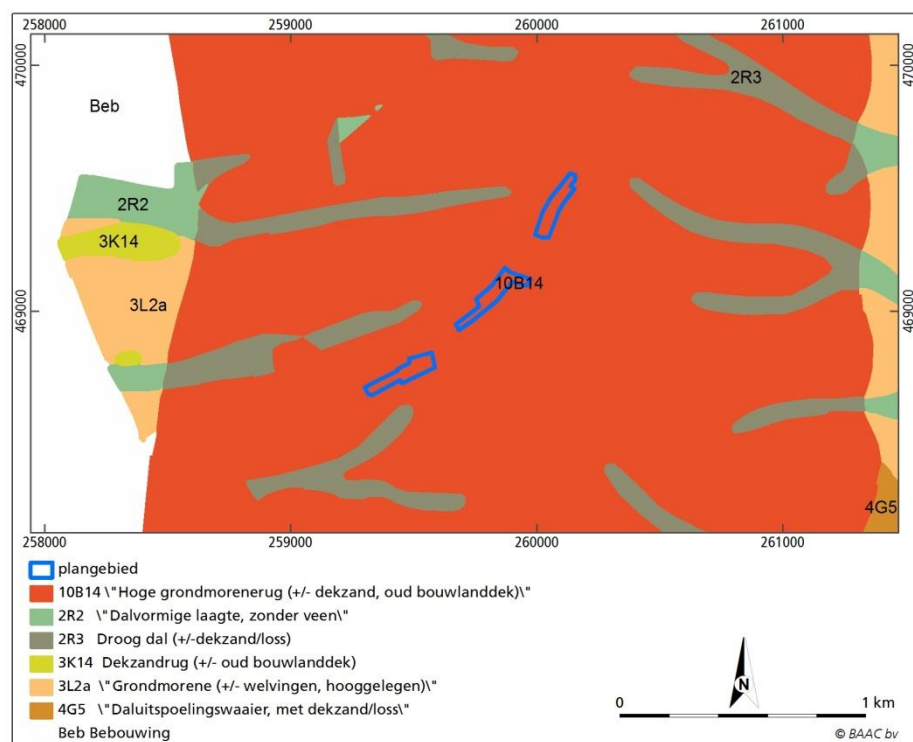 258000 259000 260000 261000
470000 470000
Beb
2R3
2R2
3K14
3L2a
10B14
469000 469000
4G5
258000 259000 260000 261000
plangebied
10B14 \"Hoge grondmorenerug (+/- dekzand, oud bouwlanddek)\"
2R2 \"Dalvormige laagte, zonder veen\"
2R3 Droog dal (+/-dekzand/loss)
3K14 Dekzandrug (+/- oud bouwlanddek)
3L2a \"Grondmorene (+/- welvingen, hooggelegen)\"
4G5 \"Daluitspoelingswaaier, met dekzand/loss\"
Beb Bebouwing
N
0 1 km
© BAAC bv